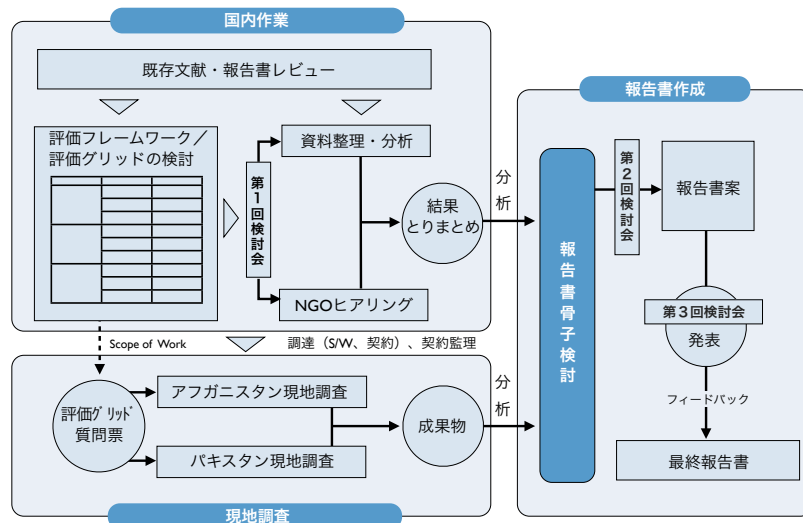 国内作業
既存文献・報告書レビュー
評価フレームワーク／
評価グリッドの検討
第1回検討会
資料整理・分析
NGOヒアリング
結果
とりまとめ
分析
Scope of Work
調達（S/W、契約）、契約監理
評価グリッド
質問票
アフガニスタン現地調査
パキスタン現地調査
成果物
分析
現地調査
報告書作成
報告書骨子検討
第2回検討会
報告書案
第3回検討会
発表
フィードバック
最終報告書